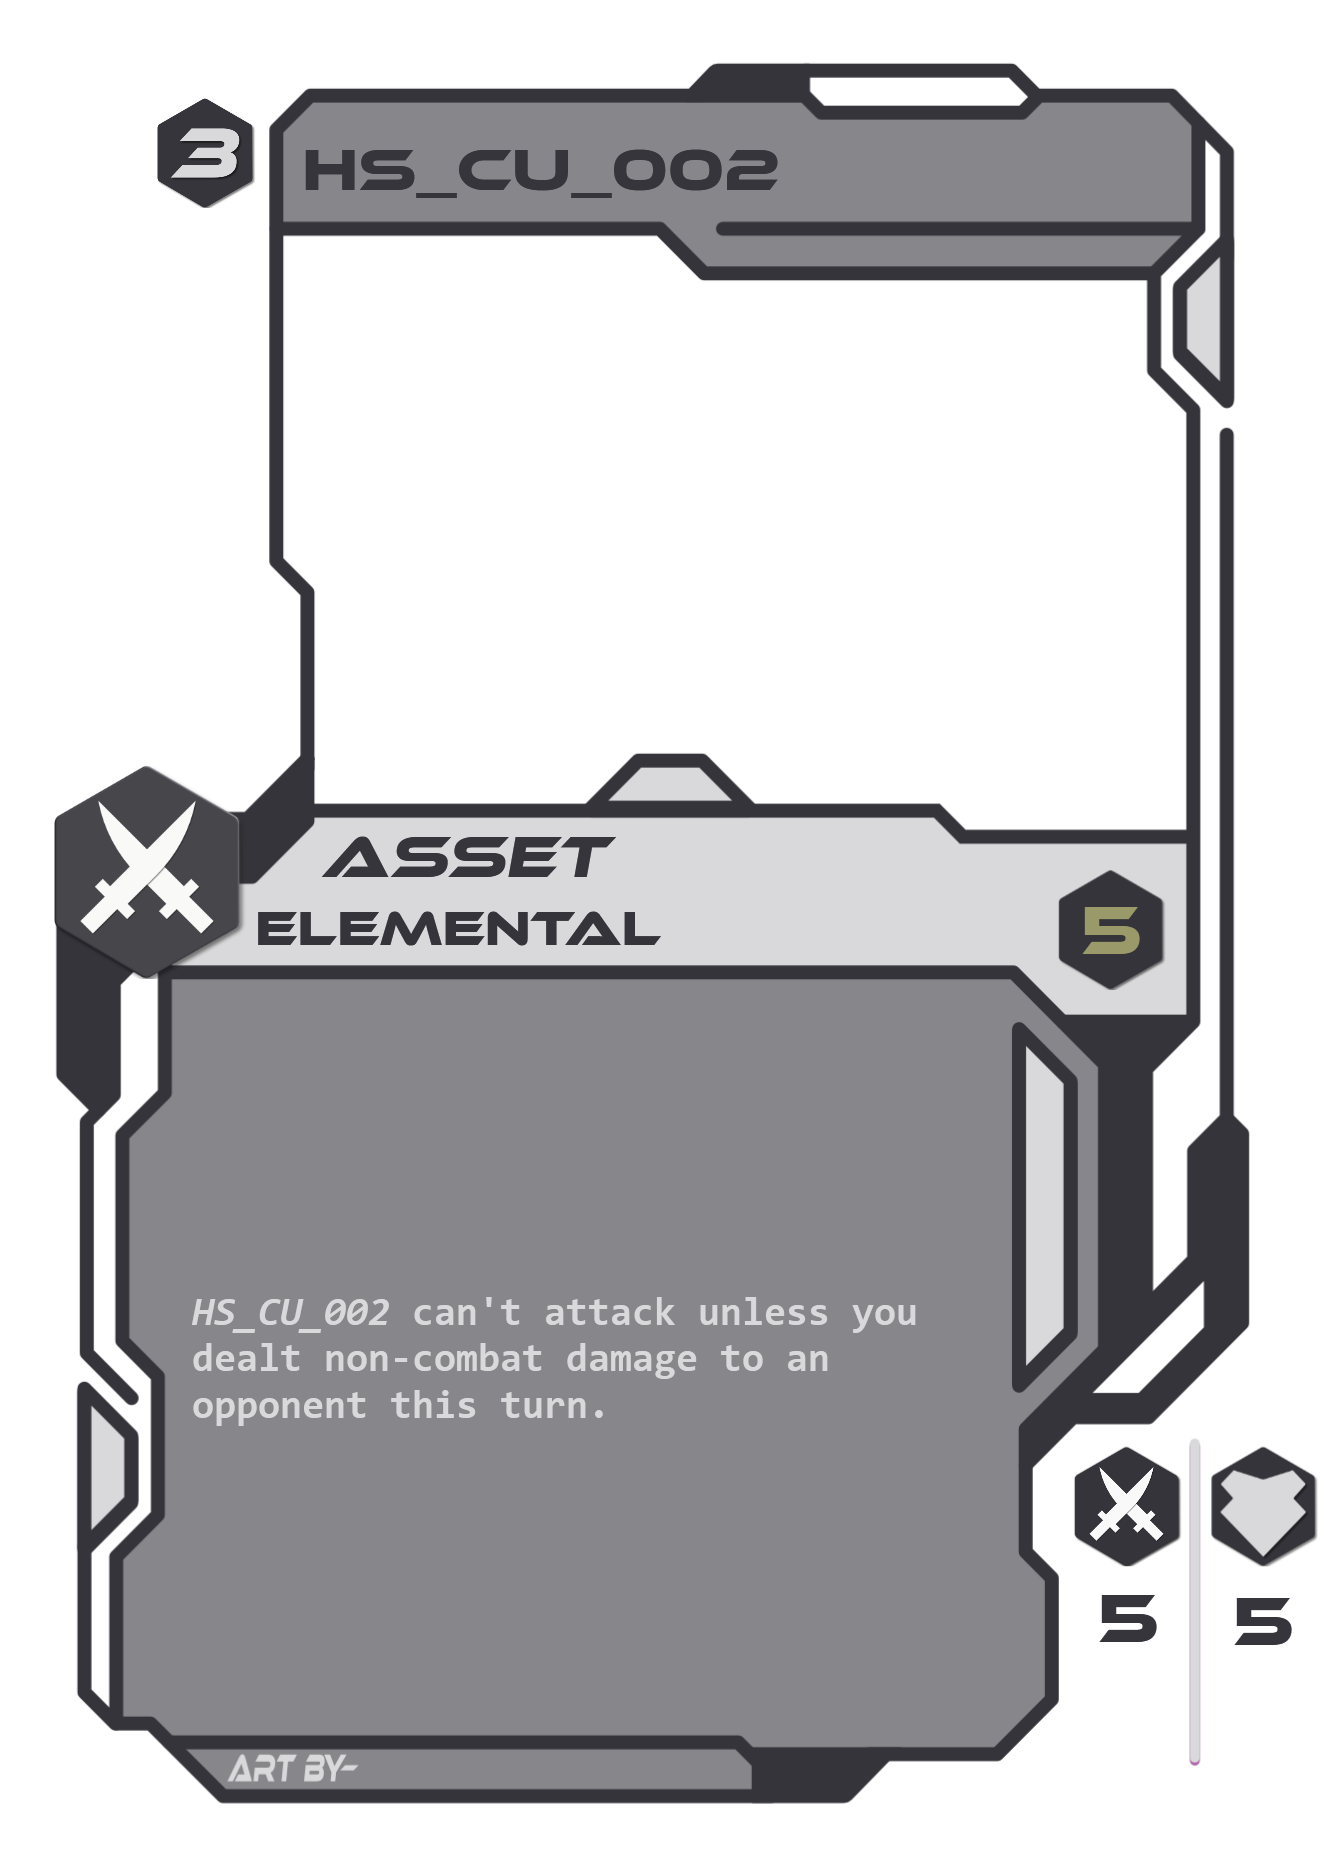 3
HS_CU_002
ASSET
ELEMENTAL
5
HS_CU_002 can't attack unless you
dealt non-combat damage to an
opponent this turn.
5
5
ART BY-